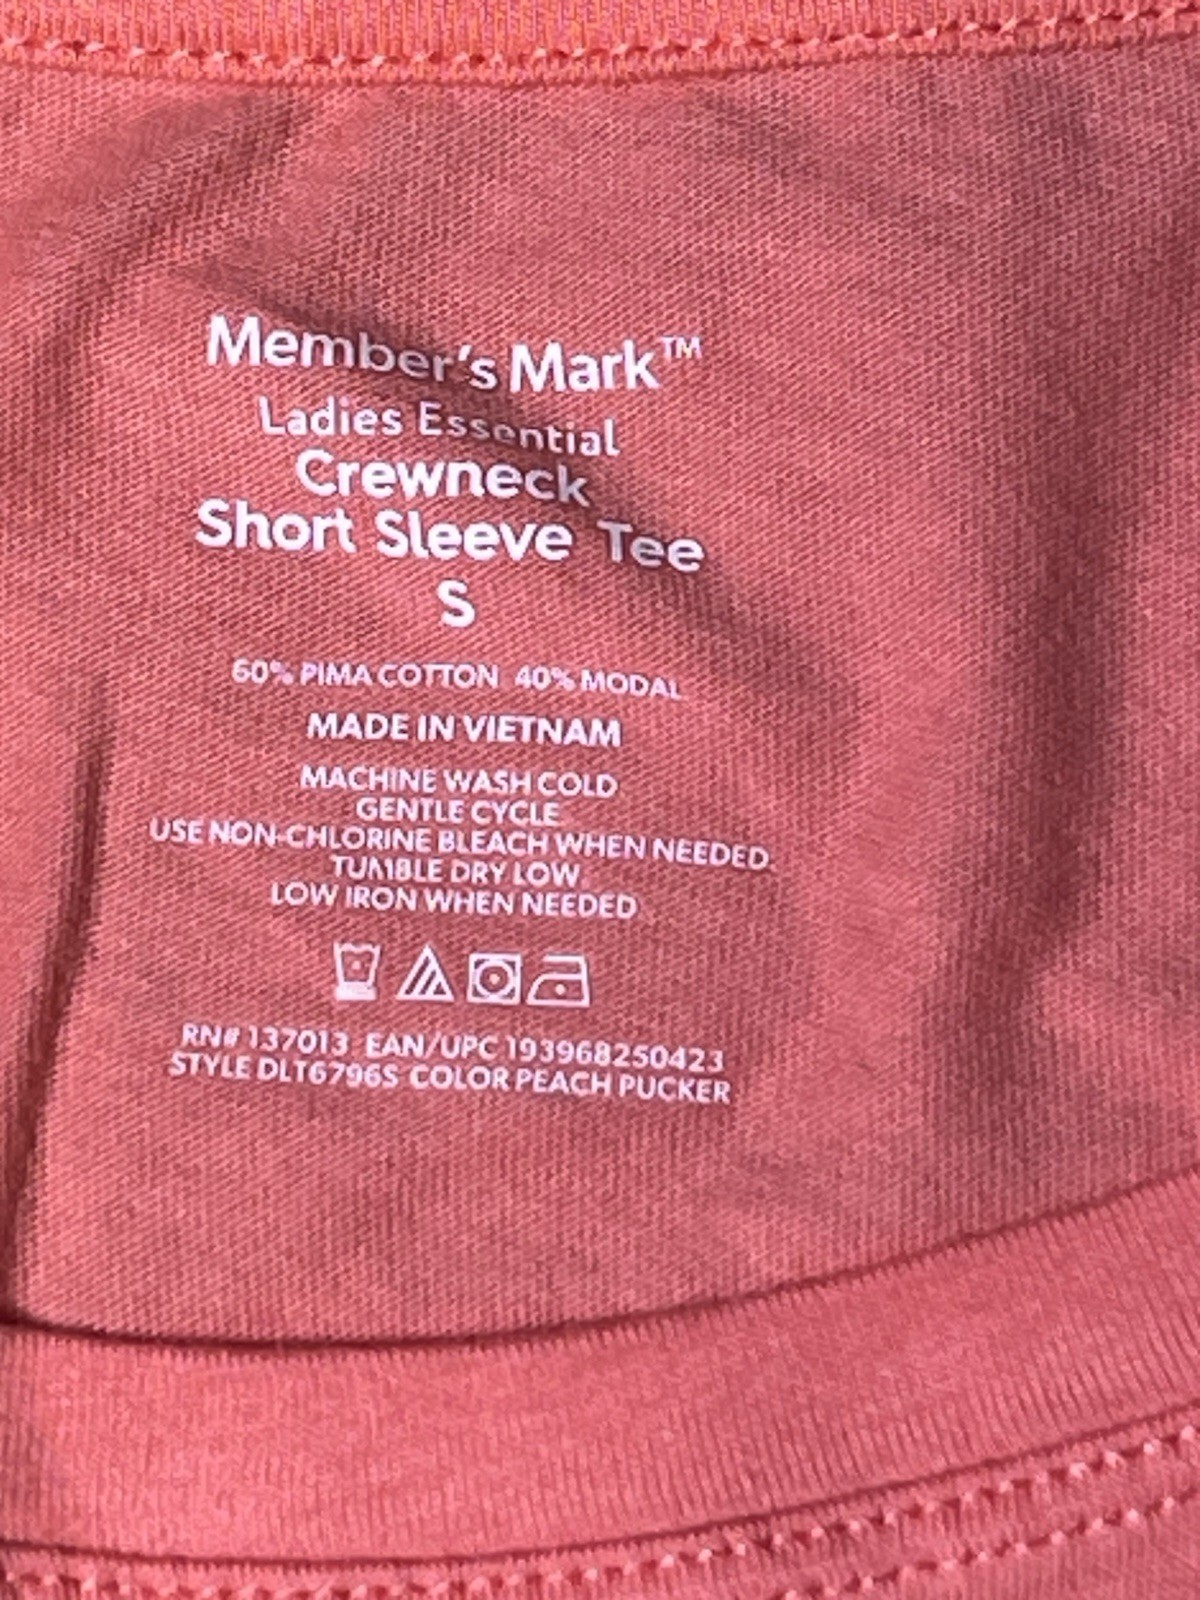 Member's Mark™
Ladies Essential
Crewneck
Short Sleeve Tee
S
60% PIMA COTTON 40% MODAL
MADE IN VIETNAM
MACHINE WASH COLD
GENTLE CYCLE
USE NON-CHLORINE BLEACH WHEN NEEDED.
TUMBLE DRY LOW
LOW IRON WHEN NEEDED
RN# 137013 EAN/UPC 193968250423
STYLE DLT6796S COLOR PEACH PUCKER